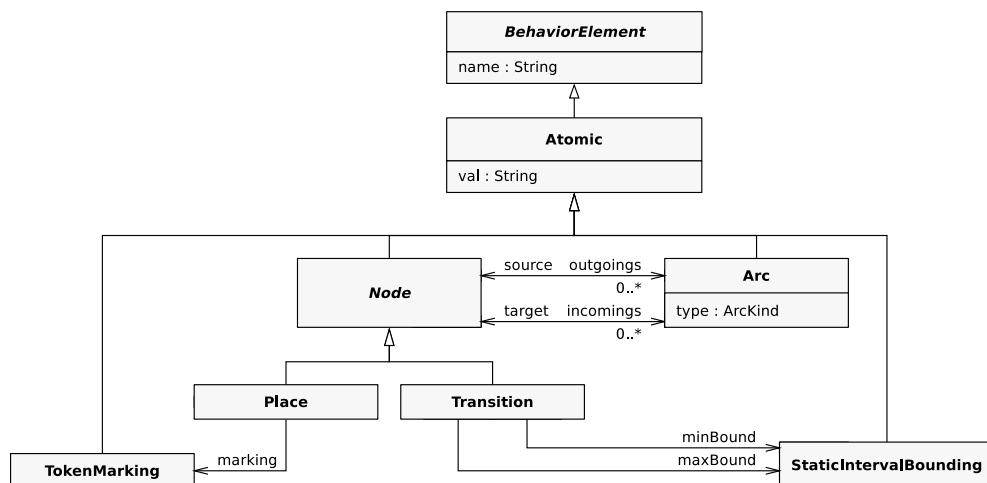 BehaviorElement
name : String
Atomic
val : String
Node
source outgoings
0..*
target incomings
0..*
Arc
type : ArcKind
Place
Transition
TokenMarking
marking
minBound
maxBound
StaticIntervalBounding